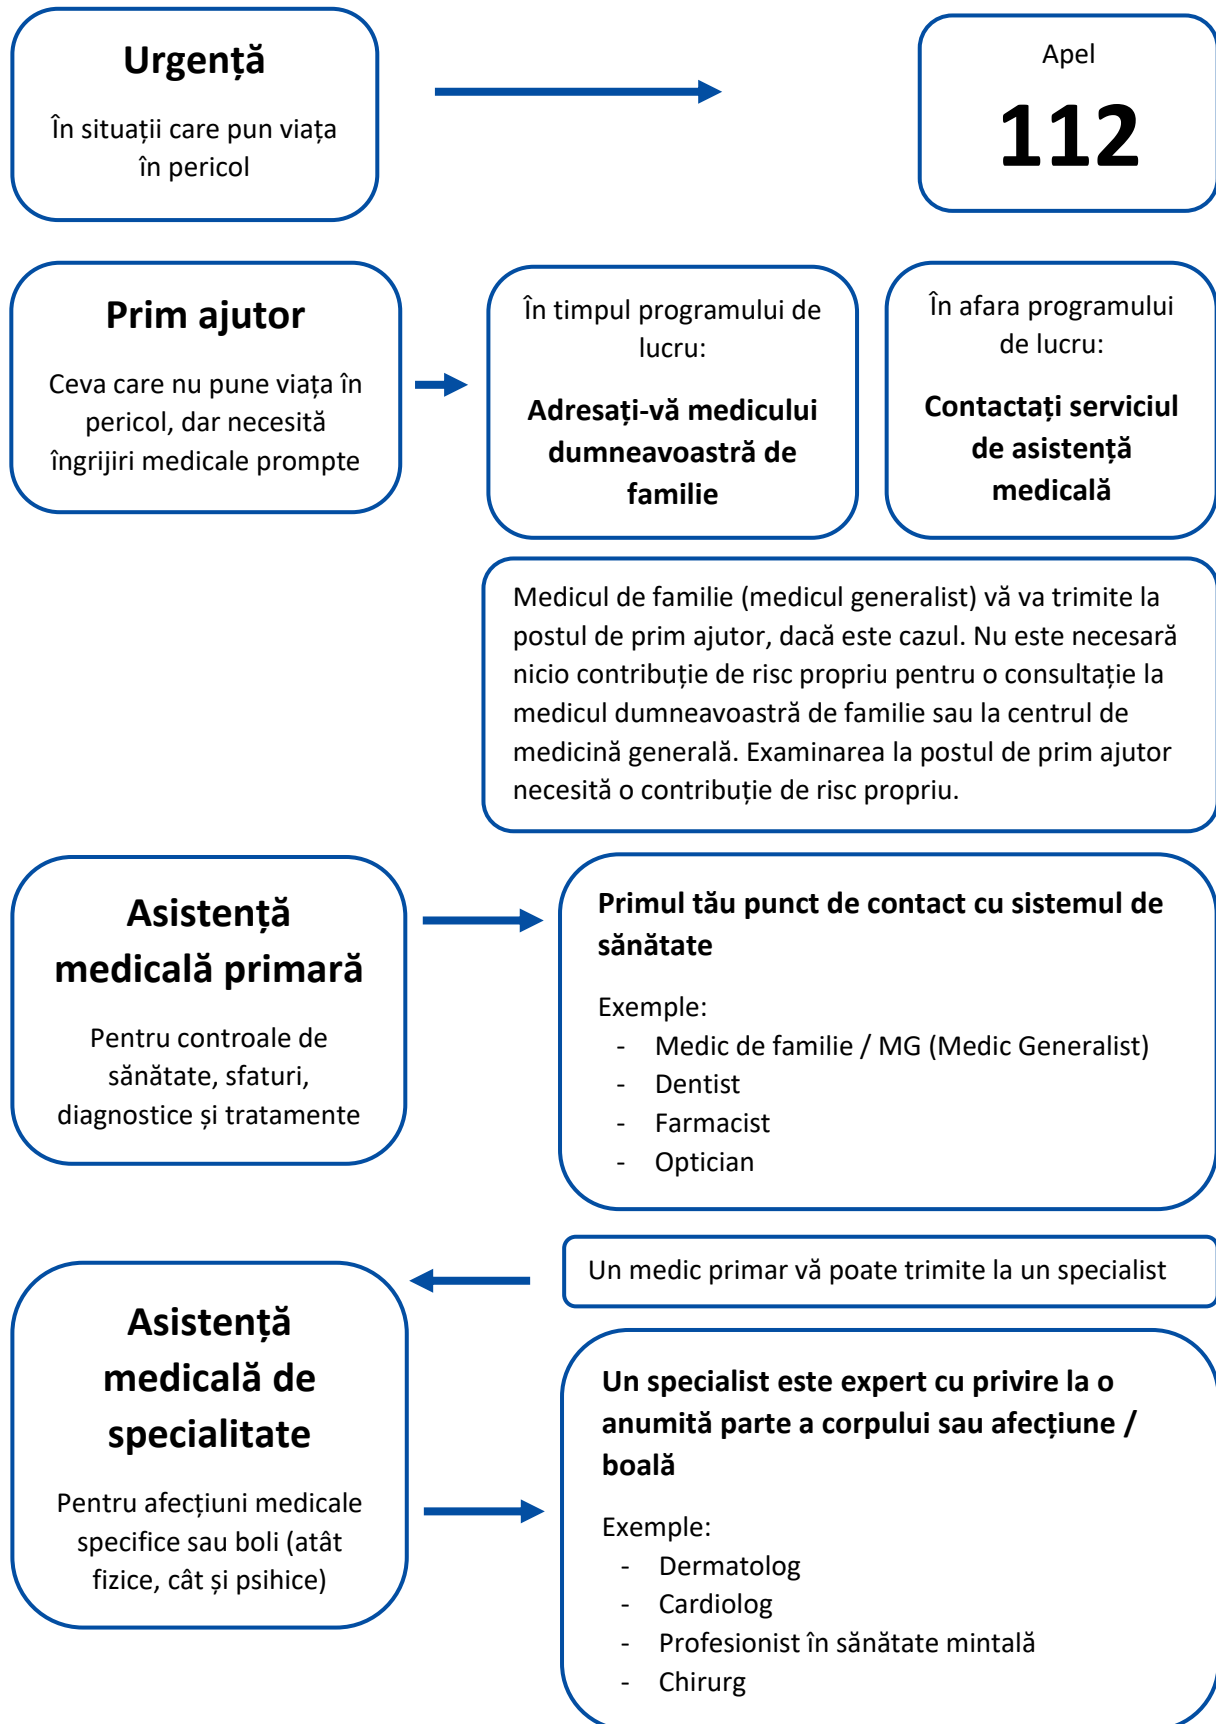 Urgență
În situații care pun viața
în pericol
Apel
112
Prim ajutor
Ceva care nu pune viața în
pericol, dar necesită
îngrijiri medicale prompte
În timpul programului de
lucru:
Adresați-vă medicului
dumneavoastră de
familie
În afara programului
de lucru:
Contactați serviciul
de asistență
medicală
Medicul de familie (medicul generalist) vă va trimite la
postul de prim ajutor, dacă este cazul. Nu este necesară
nicio contribuție de risc propriu pentru o consultație la
medicul dumneavoastră de familie sau la centrul de
medicină generală. Examinarea la postul de prim ajutor
necesită o contribuție de risc propriu.
Asistență
medicală primară
Pentru controale de
sănătate, sfaturi,
diagnostice și tratamente
Primul tău punct de contact cu sistemul de
sănătate
Exemple:
- Medic de familie / MG (Medic Generalist)
- Dentist
- Farmacist
- Optician
Un medic primar vă poate trimite la un specialist
Asistență
medicală de
specialitate
Pentru afecțiuni medicale
specifice sau boli (atât
fizice, cât și psihice)
Un specialist este expert cu privire la o
anumită parte a corpului sau afecțiune /
boală
Exemple:
- Dermatolog
- Cardiolog
- Profesionist în sănătate mintală
- Chirurg